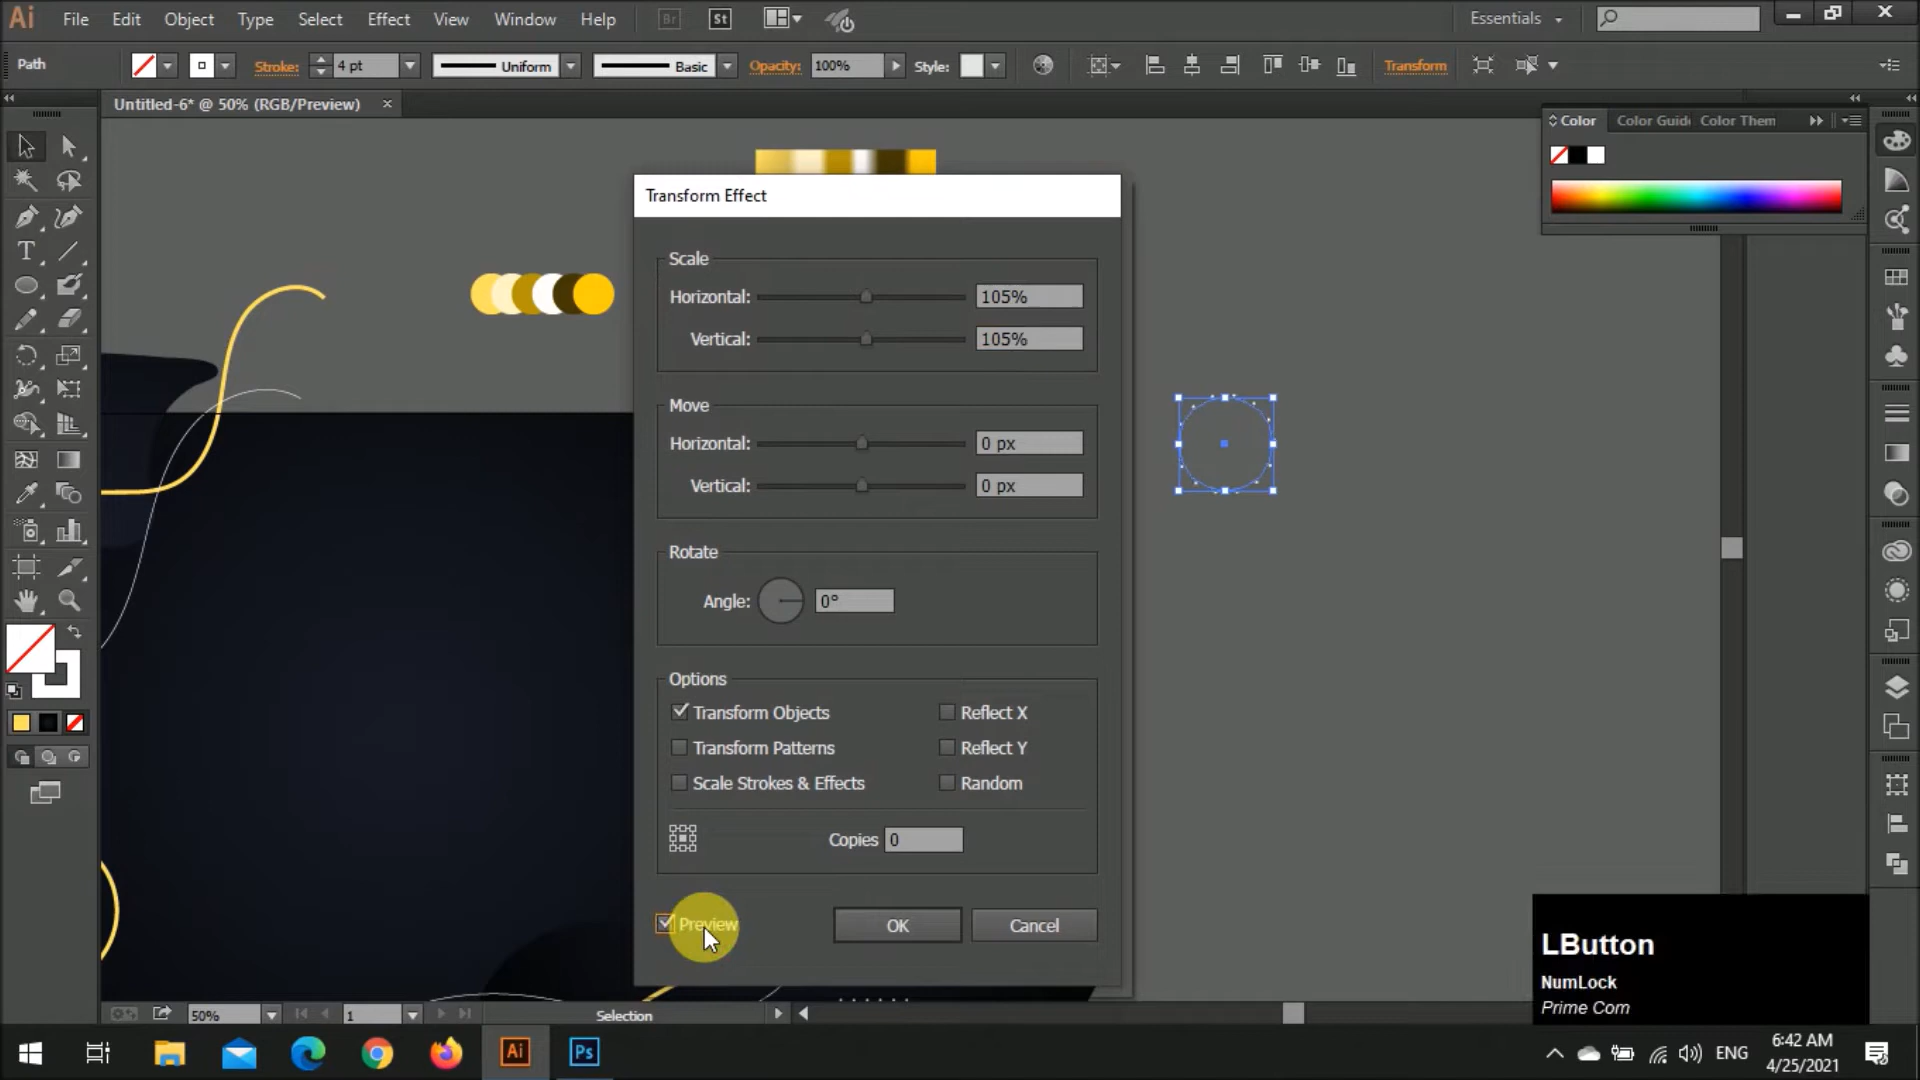 Ai File Edit Object Type Select Effect View Window Help Br St Essentials
Path Stroke: 4 pt Uniform Basic Opacity: 100% Style: Transform
Untitled-6* @ 50% (RGB/Preview) ×
Color Color Guide Color Them
Transform Effect
Scale
Horizontal: 105%
Vertical: 105%
Move
Horizontal: 0 px
Vertical: 0 px
Rotate
Angle: 0°
Options
Transform Objects Reflect X
Transform Patterns Reflect Y
Scale Strokes & Effects Random
Copies 0
Preview OK Cancel
LButton
NumLock
Prime Com
50% 1 Selection
Ai Ps ENG 6:42 AM
4/25/2021